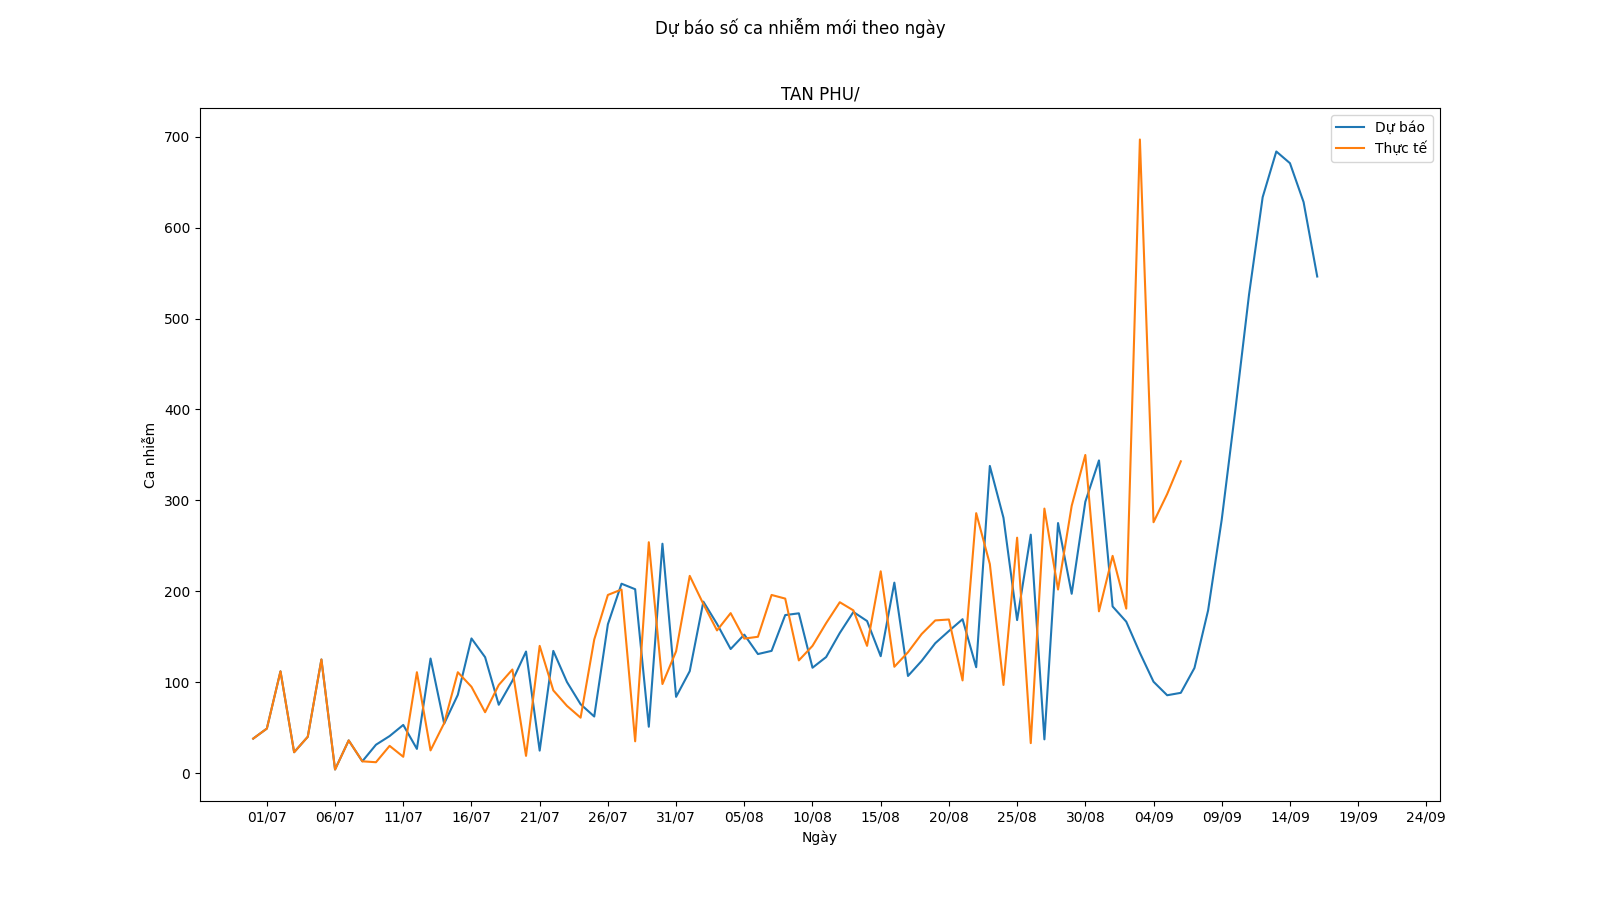 Dự báo số ca nhiễm mới theo ngày
TAN PHU/
Dự báo
Thực tế
700
600
500
400
300
200
100
0
Ca nhiễm
01/07 06/07 11/07 16/07 21/07 26/07 31/07 05/08 10/08 15/08 20/08 25/08 30/08 04/09 09/09 14/09 19/09 24/09
Ngày